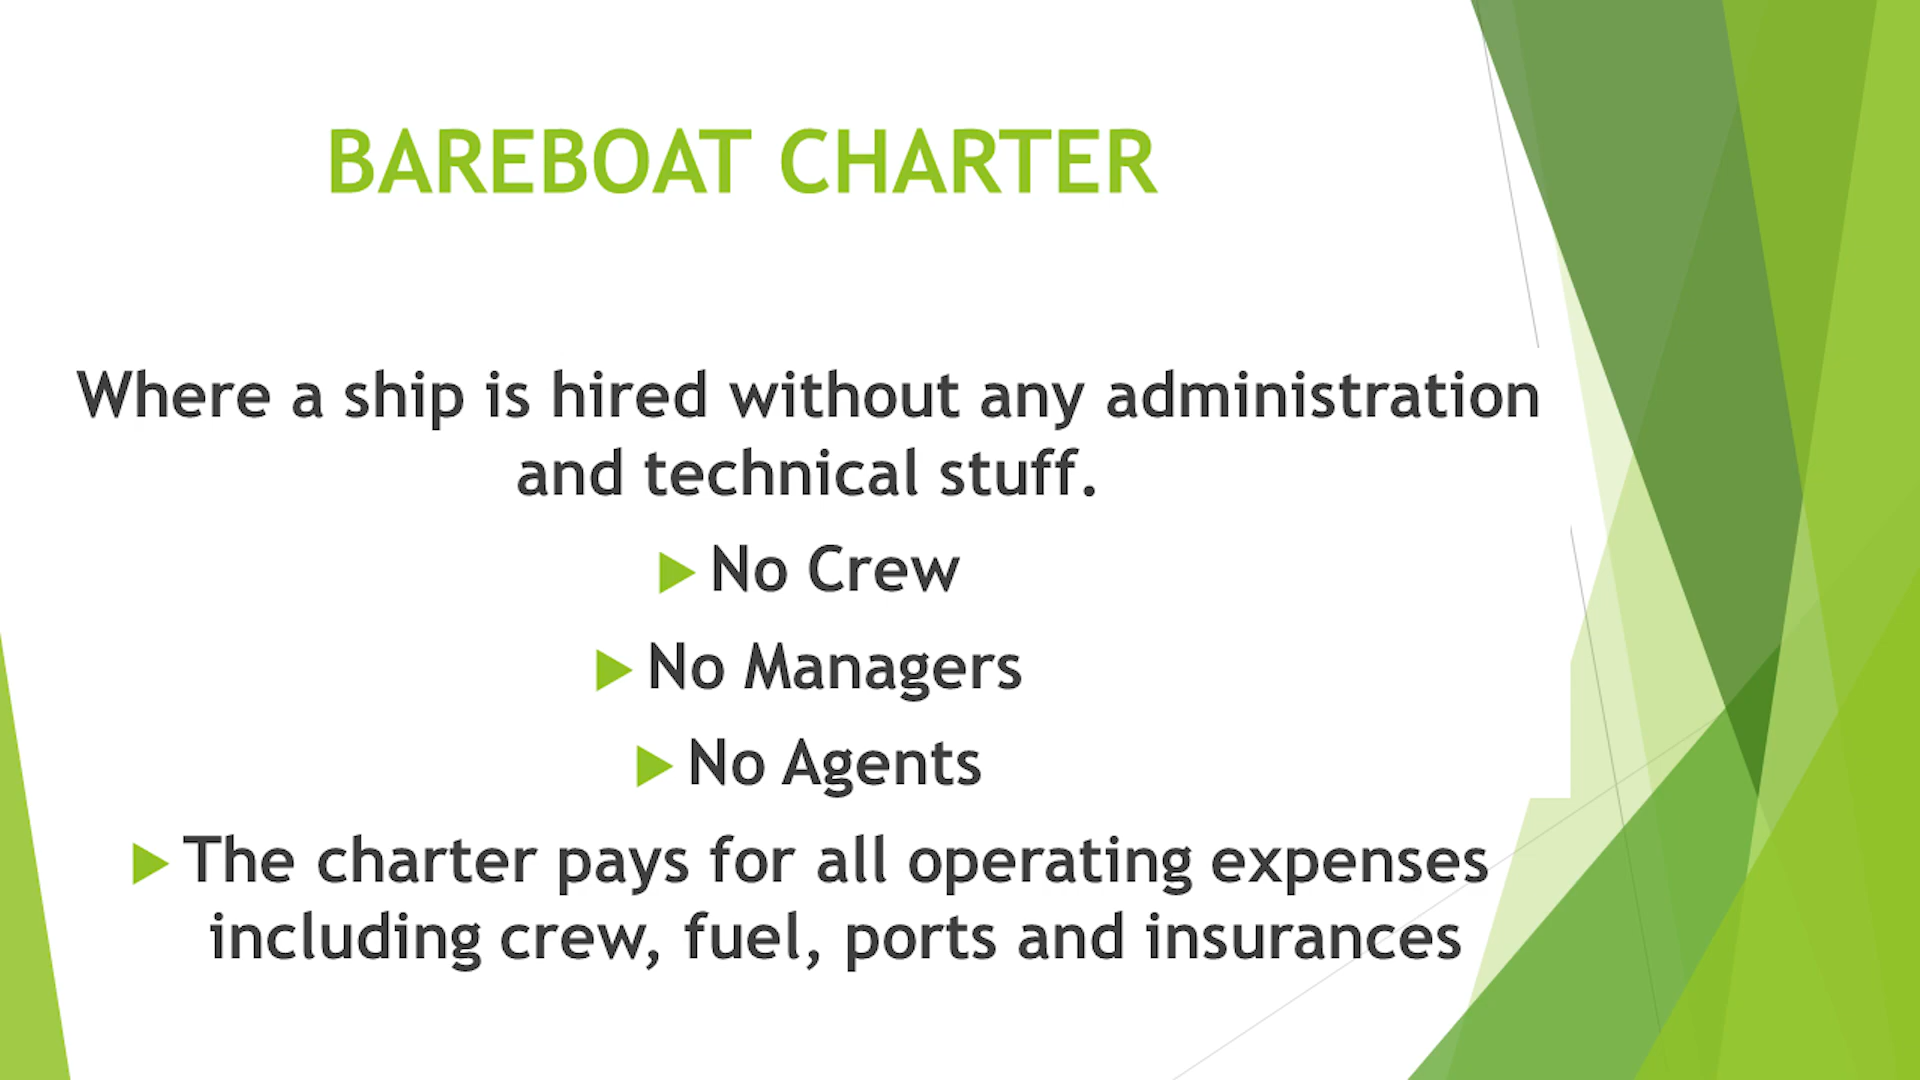 BAREBOAT CHARTER
Where a ship is hired without any administration
and technical stuff.
No Crew
No Managers
No Agents
The charter pays for all operating expenses
including crew, fuel, ports and insurances